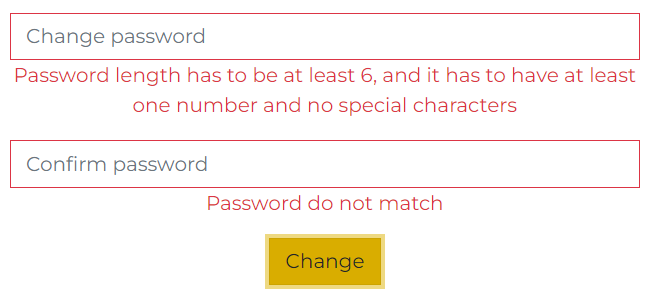 Change password
Password length has to be at least 6, and it has to have at least
one number and no special characters
Confirm password
Password do not match
Change